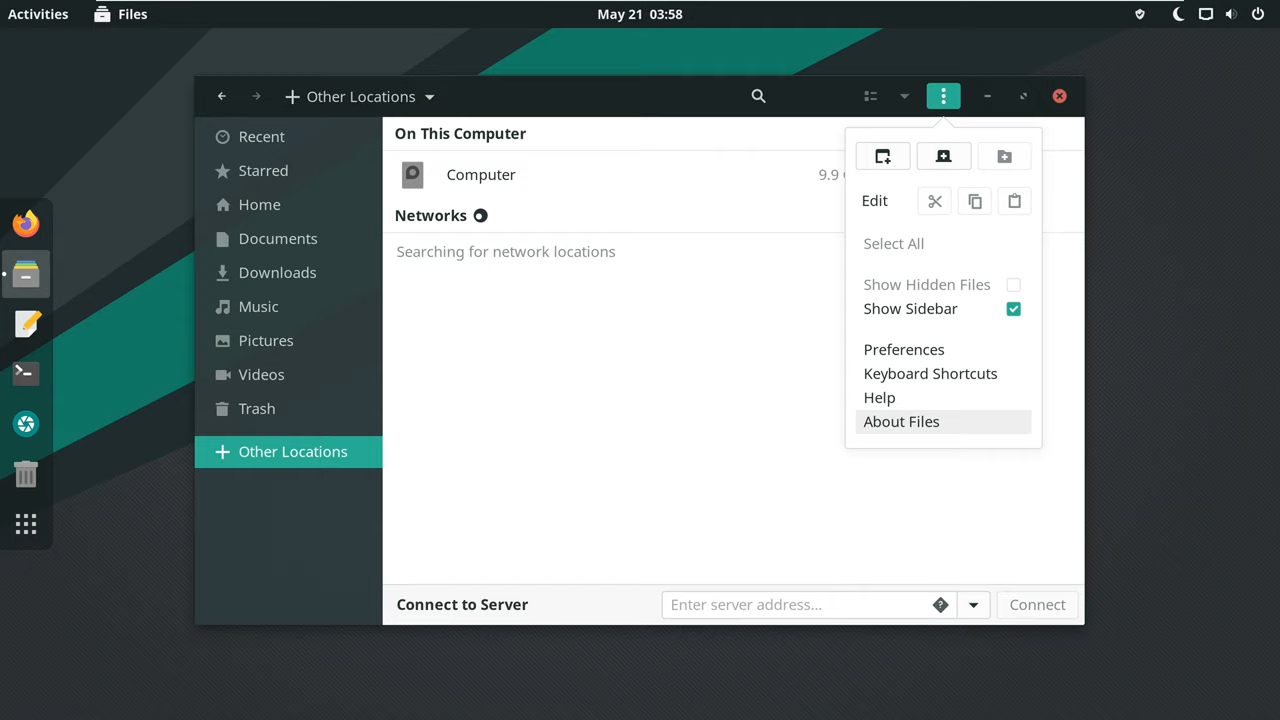 Activities Files May 21 03:58
Other Locations
Recent
Starred
Home
Documents
Downloads
Music
Pictures
Videos
Trash
Other Locations
On This Computer
Computer 9.9
Networks
Searching for network locations
Edit
Select All
Show Hidden Files
Show Sidebar
Preferences
Keyboard Shortcuts
Help
About Files
Connect to Server Enter server address... Connect